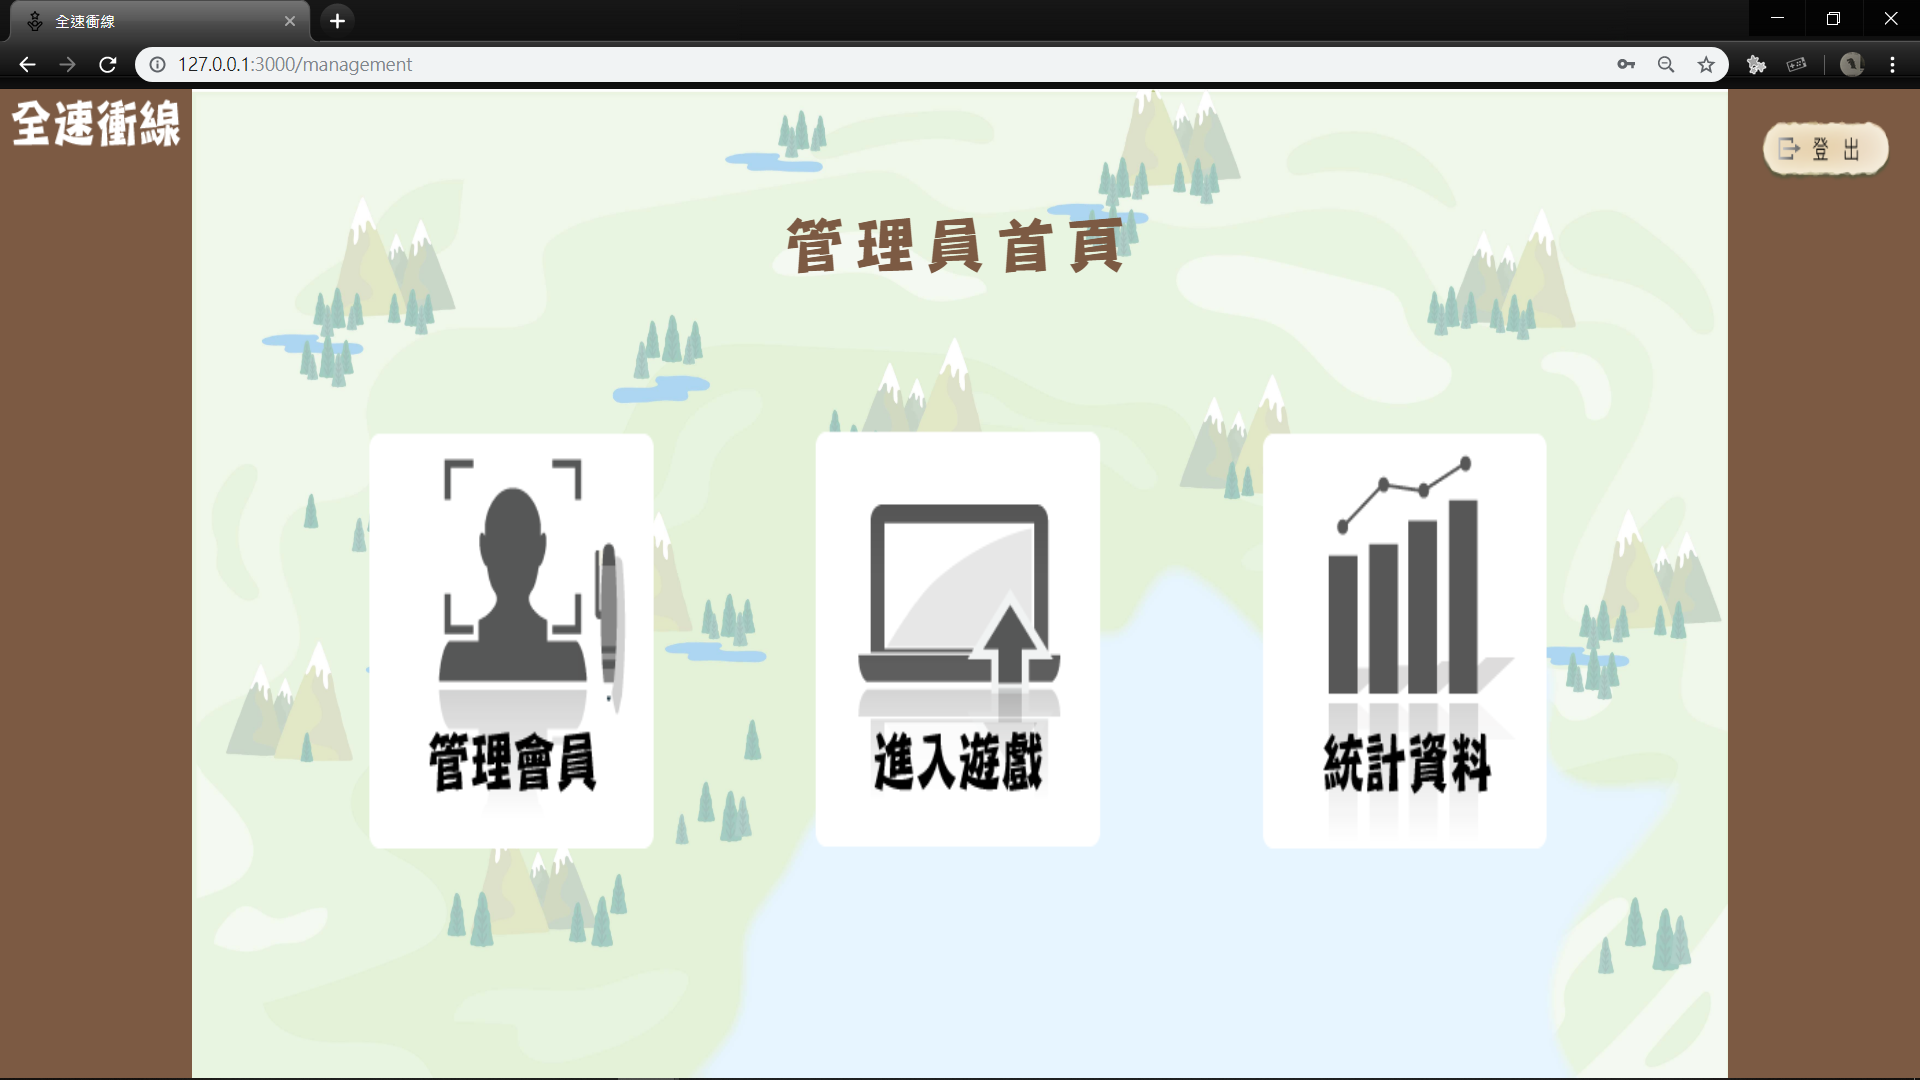 全速衝線
127.0.0.1:3000/management
全速衝線
登出
管理員首頁
管理會員
進入遊戲
統計資料